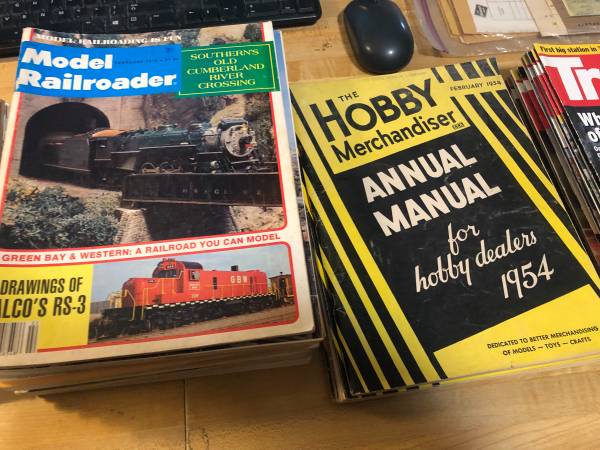 MODEL RAILROADING IS FUN
Model
Railroader
SOUTHERN'S
OLD
CUMBERLAND
RIVER
CROSSING
GREEN BAY & WESTERN: A RAILROAD YOU CAN MODEL
DRAWINGS OF
ALCO'S RS-3
GBW
THE
HOBBY
Merchandiser
FEBRUARY 1954
ANNUAL
MANUAL
for
hobby dealers
1954
DEDICATED TO BETTER MERCHANDISING
OF MODELS - TOYS - CRAFTS
First big station in
Tr